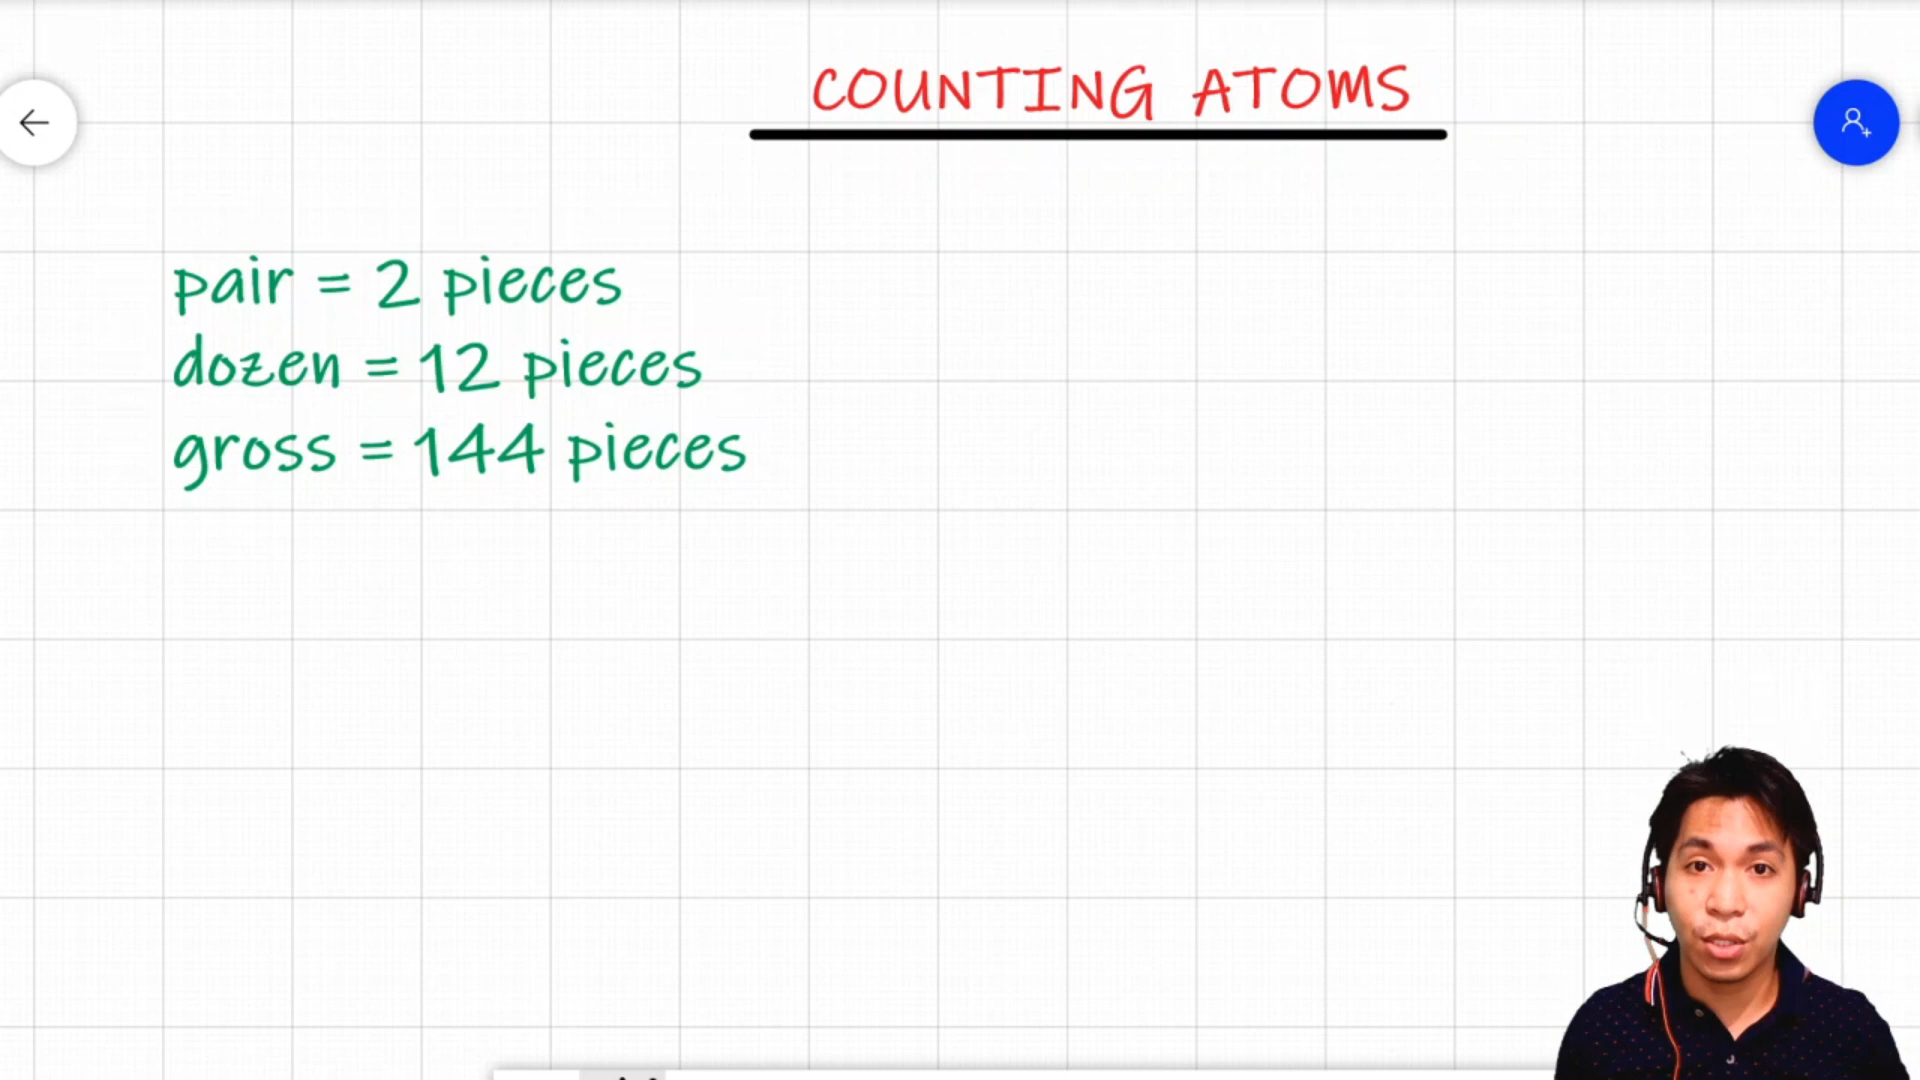 COUNTING ATOMS
pair = 2 pieces
dozen = 12 pieces
gross = 144 pieces